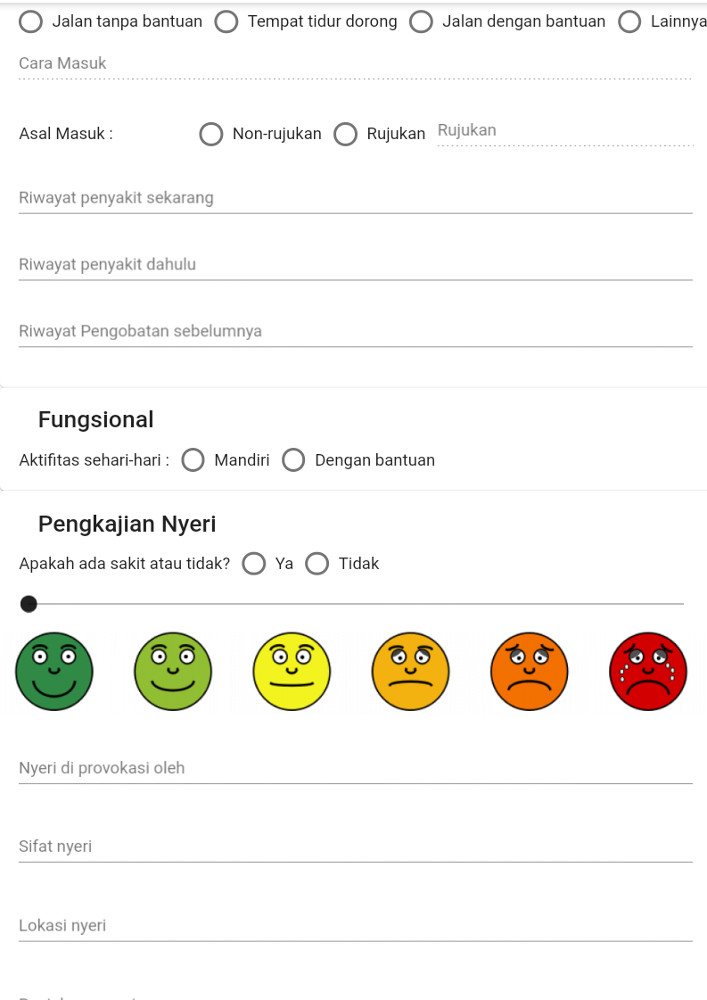 Jalan tanpa bantuan Tempat tidur dorong Jalan dengan bantuan Lainnya
Cara Masuk
Asal Masuk : Non-rujukan Rujukan Rujukan
Riwayat penyakit sekarang
Riwayat penyakit dahulu
Riwayat Pengobatan sebelumnya
Fungsional
Aktifitas sehari-hari : Mandiri Dengan bantuan
Pengkajian Nyeri
Apakah ada sakit atau tidak? Ya Tidak
Nyeri di provokasi oleh
Sifat nyeri
Lokasi nyeri